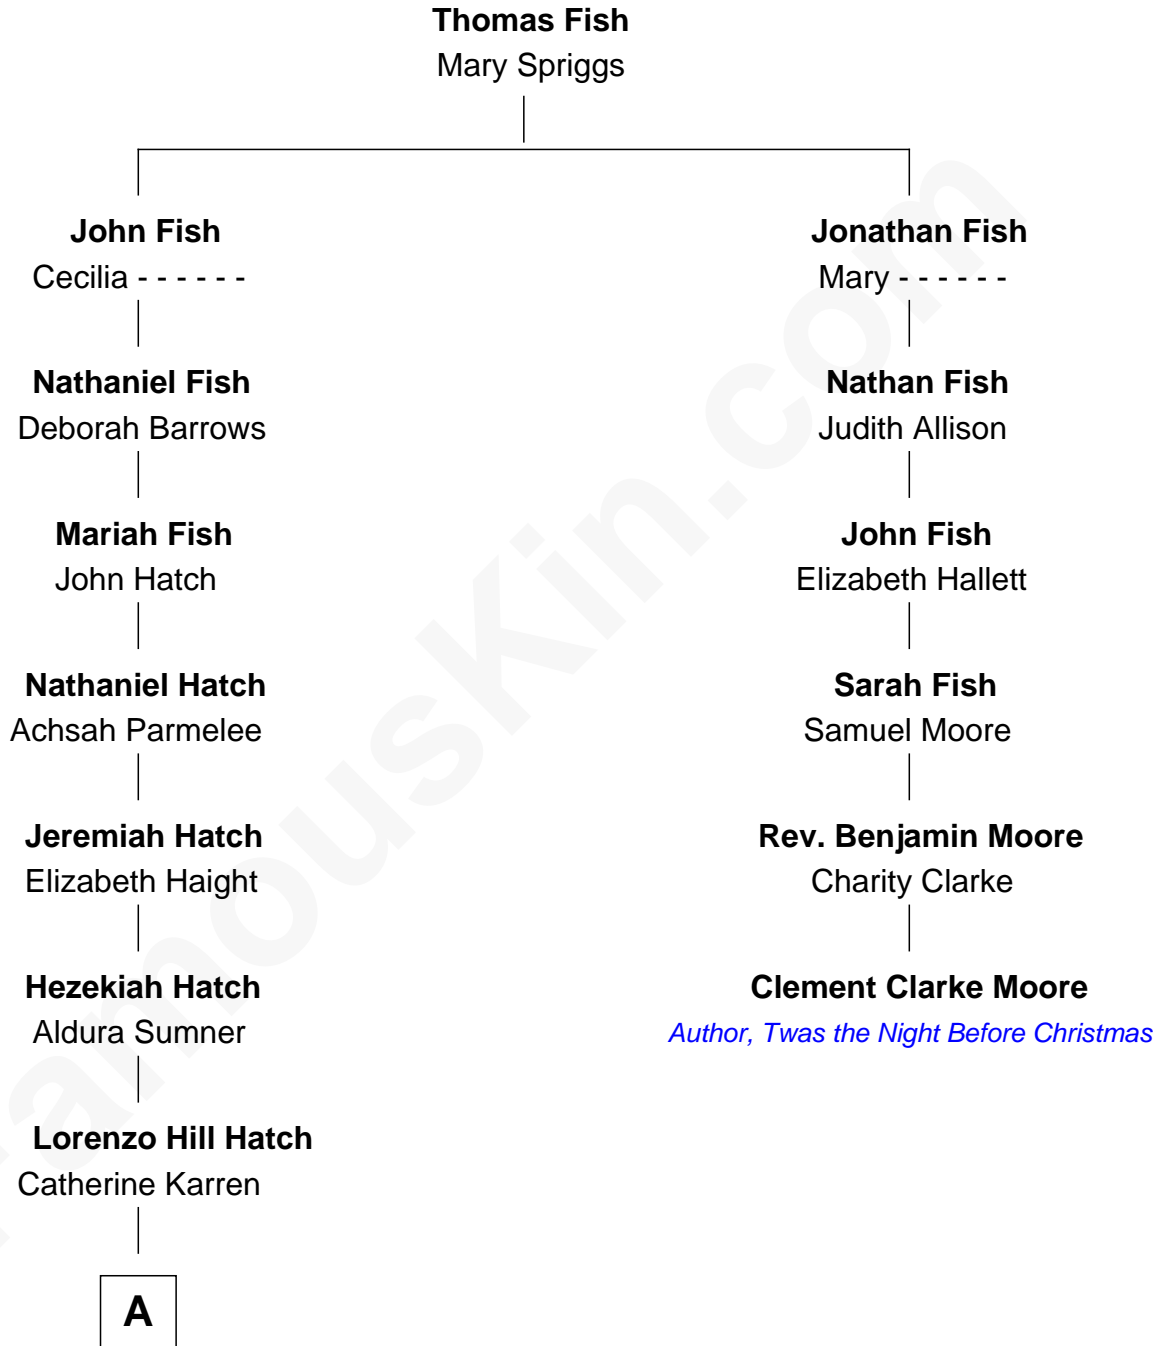 Thomas Fish
Mary Spriggs
John Fish
Cecilia - - - - - -
Jonathan Fish
Mary - - - - - -
Nathaniel Fish
Deborah Barrows
Nathan Fish
Judith Allison
Mariah Fish
John Hatch
John Fish
Elizabeth Hallett
Nathaniel Hatch
Achsah Parmelee
Sarah Fish
Samuel Moore
Jeremiah Hatch
Elizabeth Haight
Rev. Benjamin Moore
Charity Clarke
Hezekiah Hatch
Aldura Sumner
Clement Clarke Moore
Author, Twas the Night Before Christmas
Lorenzo Hill Hatch
Catherine Karren
A
FamousKin.com